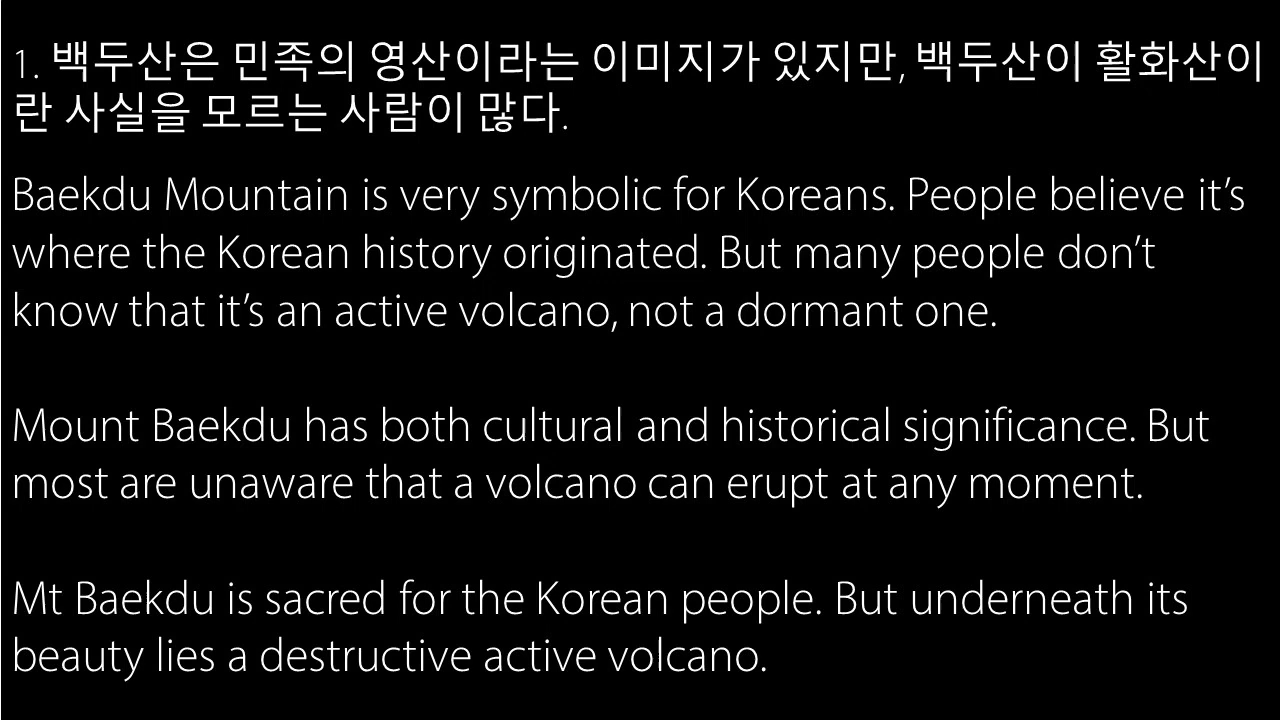 1. 백두산은 민족의 영산이라는 이미지가 있지만, 백두산이 활화산이
란 사실을 모르는 사람이 많다.
Baekdu Mountain is very symbolic for Koreans. People believe it’s
where the Korean history originated. But many people don’t
know that it’s an active volcano, not a dormant one.
Mount Baekdu has both cultural and historical significance. But
most are unaware that a volcano can erupt at any moment.
Mt Baekdu is sacred for the Korean people. But underneath its
beauty lies a destructive active volcano.